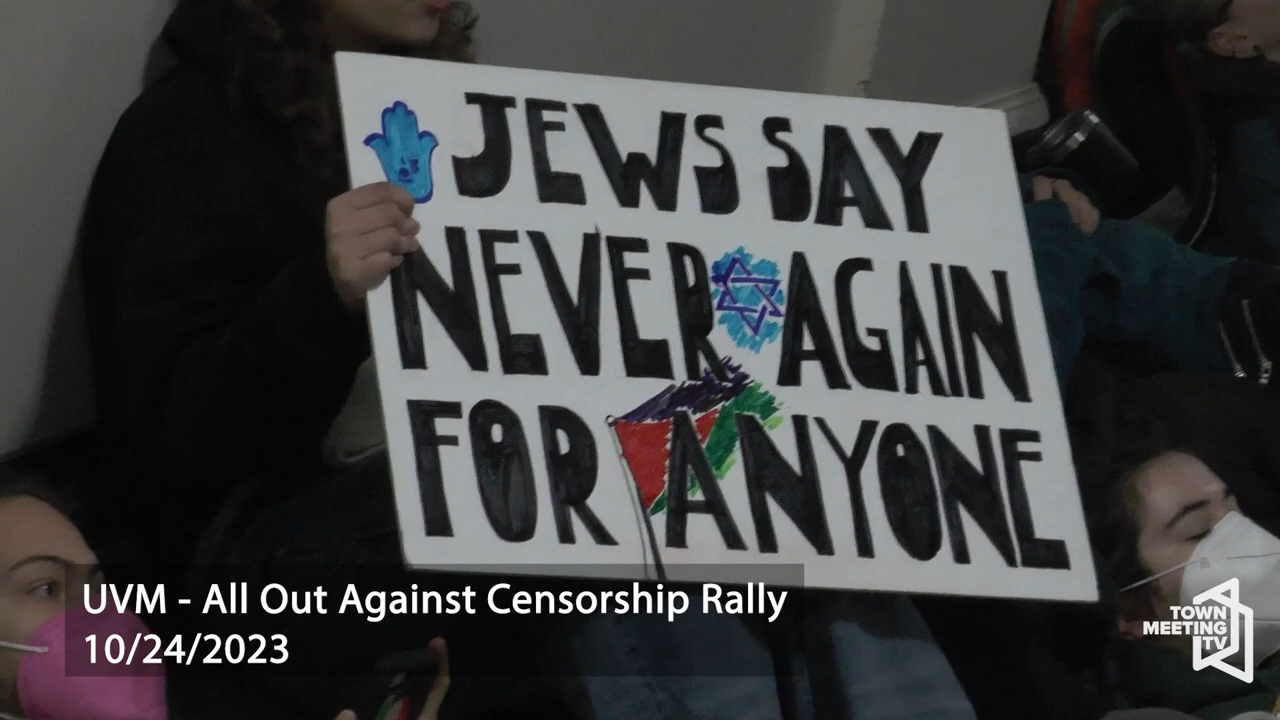 JEWS SAY
NEVER AGAIN
FOR ANYONE
UVM - All Out Against Censorship Rally
10/24/2023
TOWN
MEETING
TV